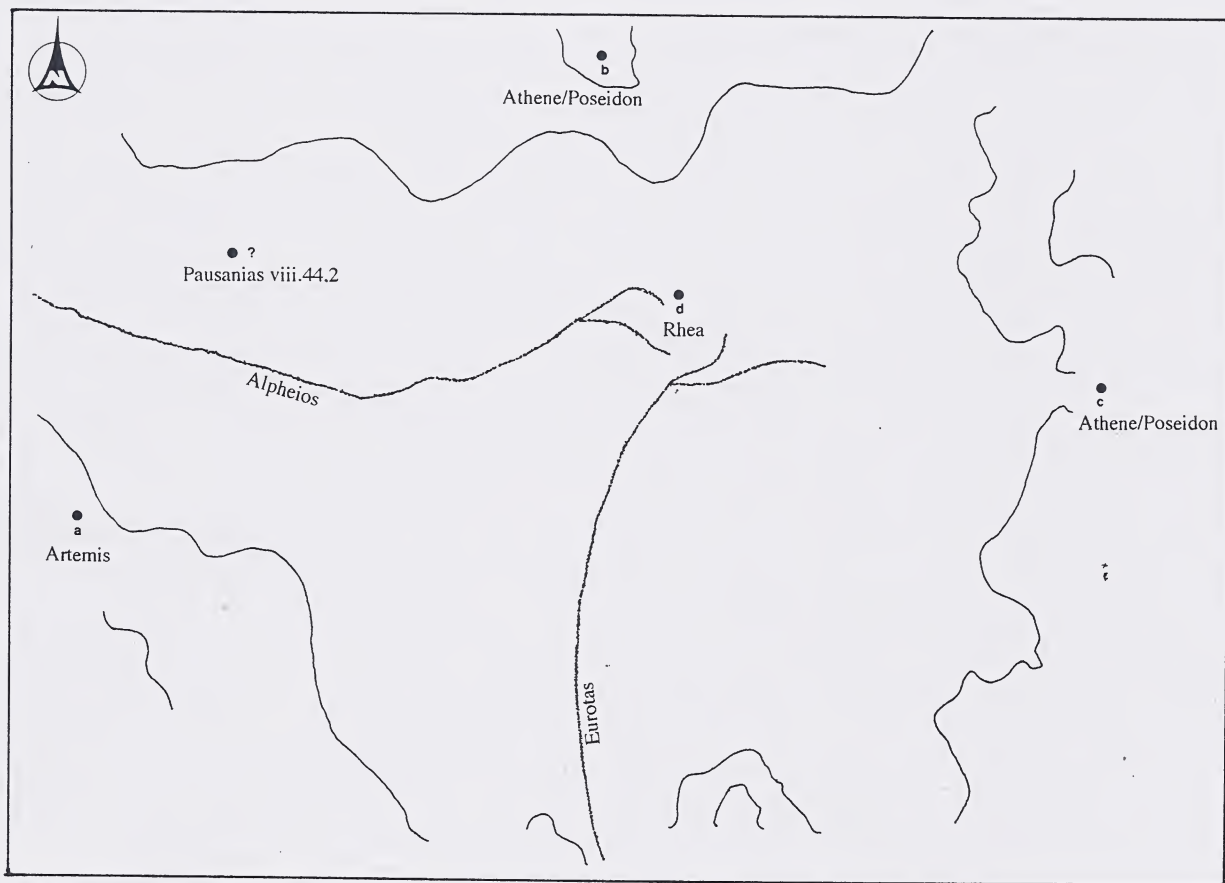 N
b
Athene/Poseidon
?
Pausanias viii.44.2
d
Rhea
Alpheios
c
Athene/Poseidon
a
Artemis
Eurotas